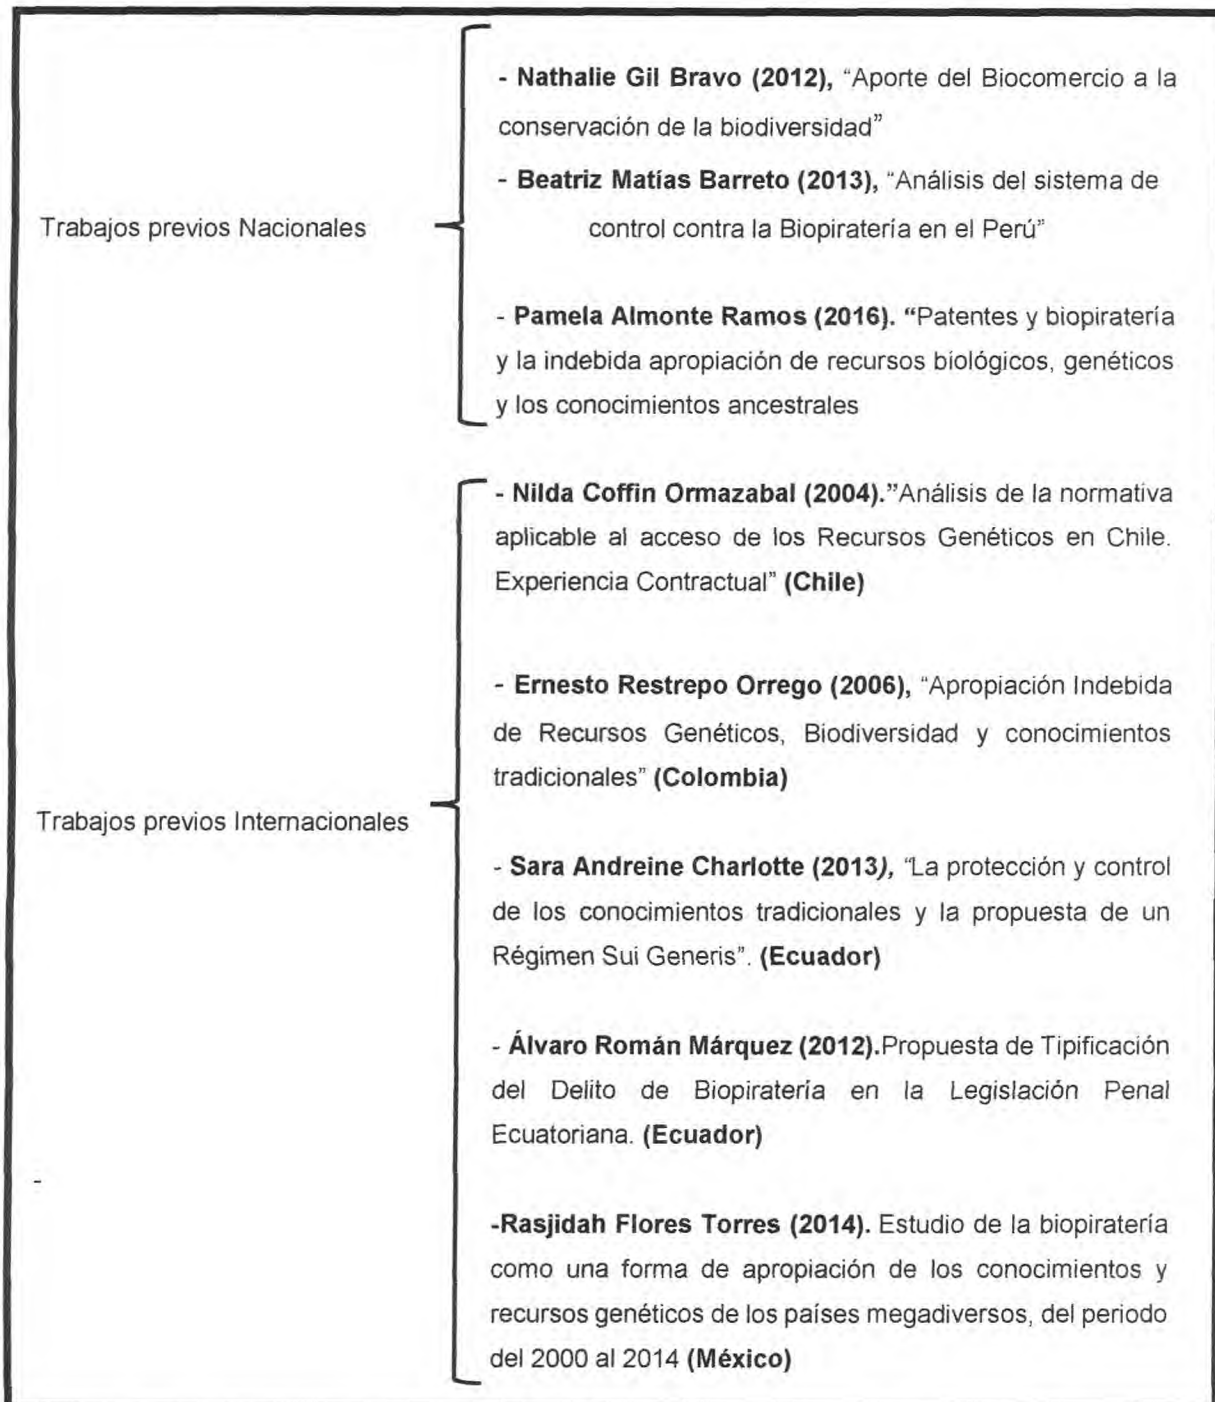 - Nathalie Gil Bravo (2012), “Aporte del Biocomercio a la
conservación de la biodiversidad”
- Beatriz Matías Barreto (2013), “Análisis del sistema de
control contra la Biopiratería en el Perú”
Trabajos previos Nacionales
- Pamela Almonte Ramos (2016). “Patentes y biopiratería
y la indebida apropiación de recursos biológicos, genéticos
y los conocimientos ancestrales
- Nilda Coffin Ormazabal (2004).”Análisis de la normativa
aplicable al acceso de los Recursos Genéticos en Chile.
Experiencia Contractual” (Chile)
- Ernesto Restrepo Orrego (2006), “Apropiación Indebida
de Recursos Genéticos, Biodiversidad y conocimientos
tradicionales” (Colombia)
Trabajos previos Internacionales
- Sara Andreine Charlotte (2013), “La protección y control
de los conocimientos tradicionales y la propuesta de un
Régimen Sui Generis”. (Ecuador)
- Álvaro Román Márquez (2012).Propuesta de Tipificación
del Delito de Biopiratería en la Legislación Penal
Ecuatoriana. (Ecuador)
-
-Rasjidah Flores Torres (2014). Estudio de la biopiratería
como una forma de apropiación de los conocimientos y
recursos genéticos de los países megadiversos, del periodo
del 2000 al 2014 (México)